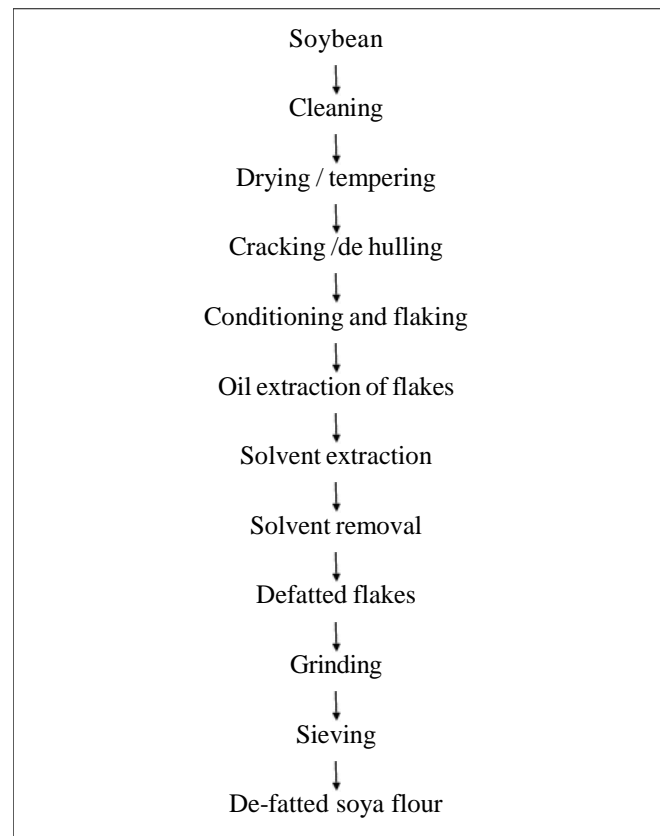 Soybean
Cleaning
Drying / tempering
Cracking /de hulling
Conditioning and flaking
Oil extraction of flakes
Solvent extraction
Solvent removal
Defatted flakes
Grinding
Sieving
De-fatted soya flour